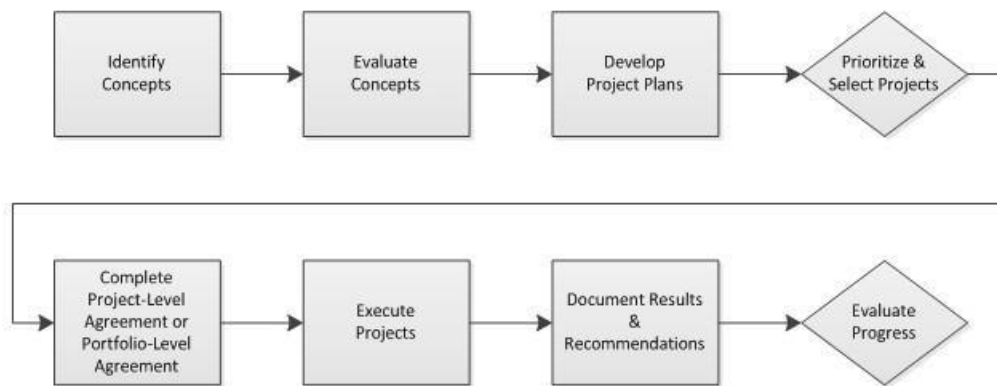 Identify
Concepts
Evaluate
Concepts
Develop
Project Plans
Prioritize &
Select Projects
Complete
Project-Level
Agreement or
Portfolio-Level
Agreement
Execute
Projects
Document Results
&
Recommendations
Evaluate
Progress